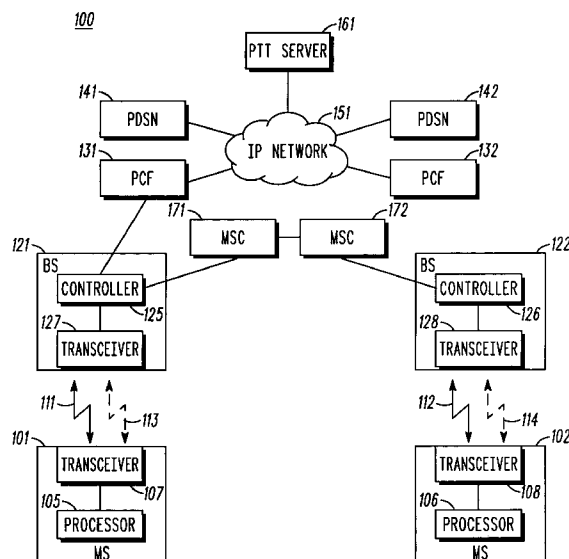 100
161
PTT SERVER
141
142
151
PDSN
PDSN
IP NETWORK
131
132
PCF
PCF
171
172
MSC
MSC
121
122
BS
BS
CONTROLLER
CONTROLLER
127
125
128
126
TRANSCEIVER
TRANSCEIVER
111
113
112
114
101
102
TRANSCEIVER
TRANSCEIVER
105
107
106
108
PROCESSOR
PROCESSOR
MS
MS